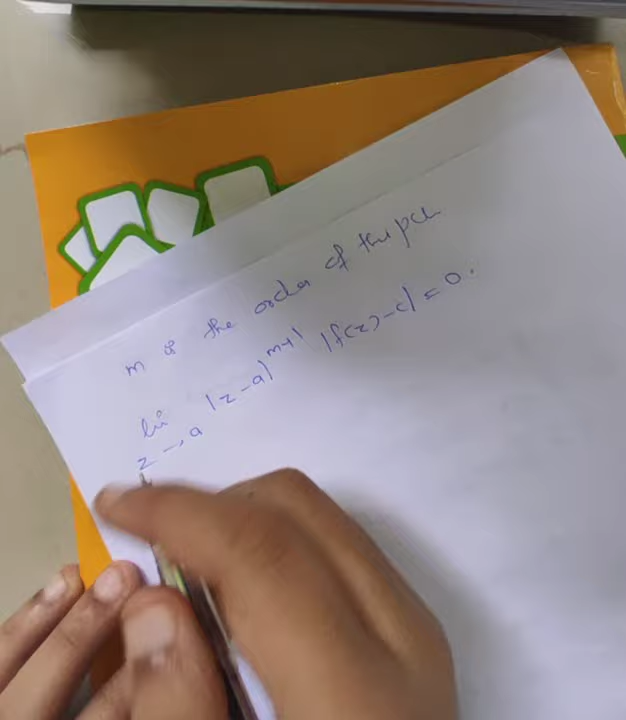 m is the order of the pole
lim |z-a|^{m+1} |f(z)-c| = 0.
z→a